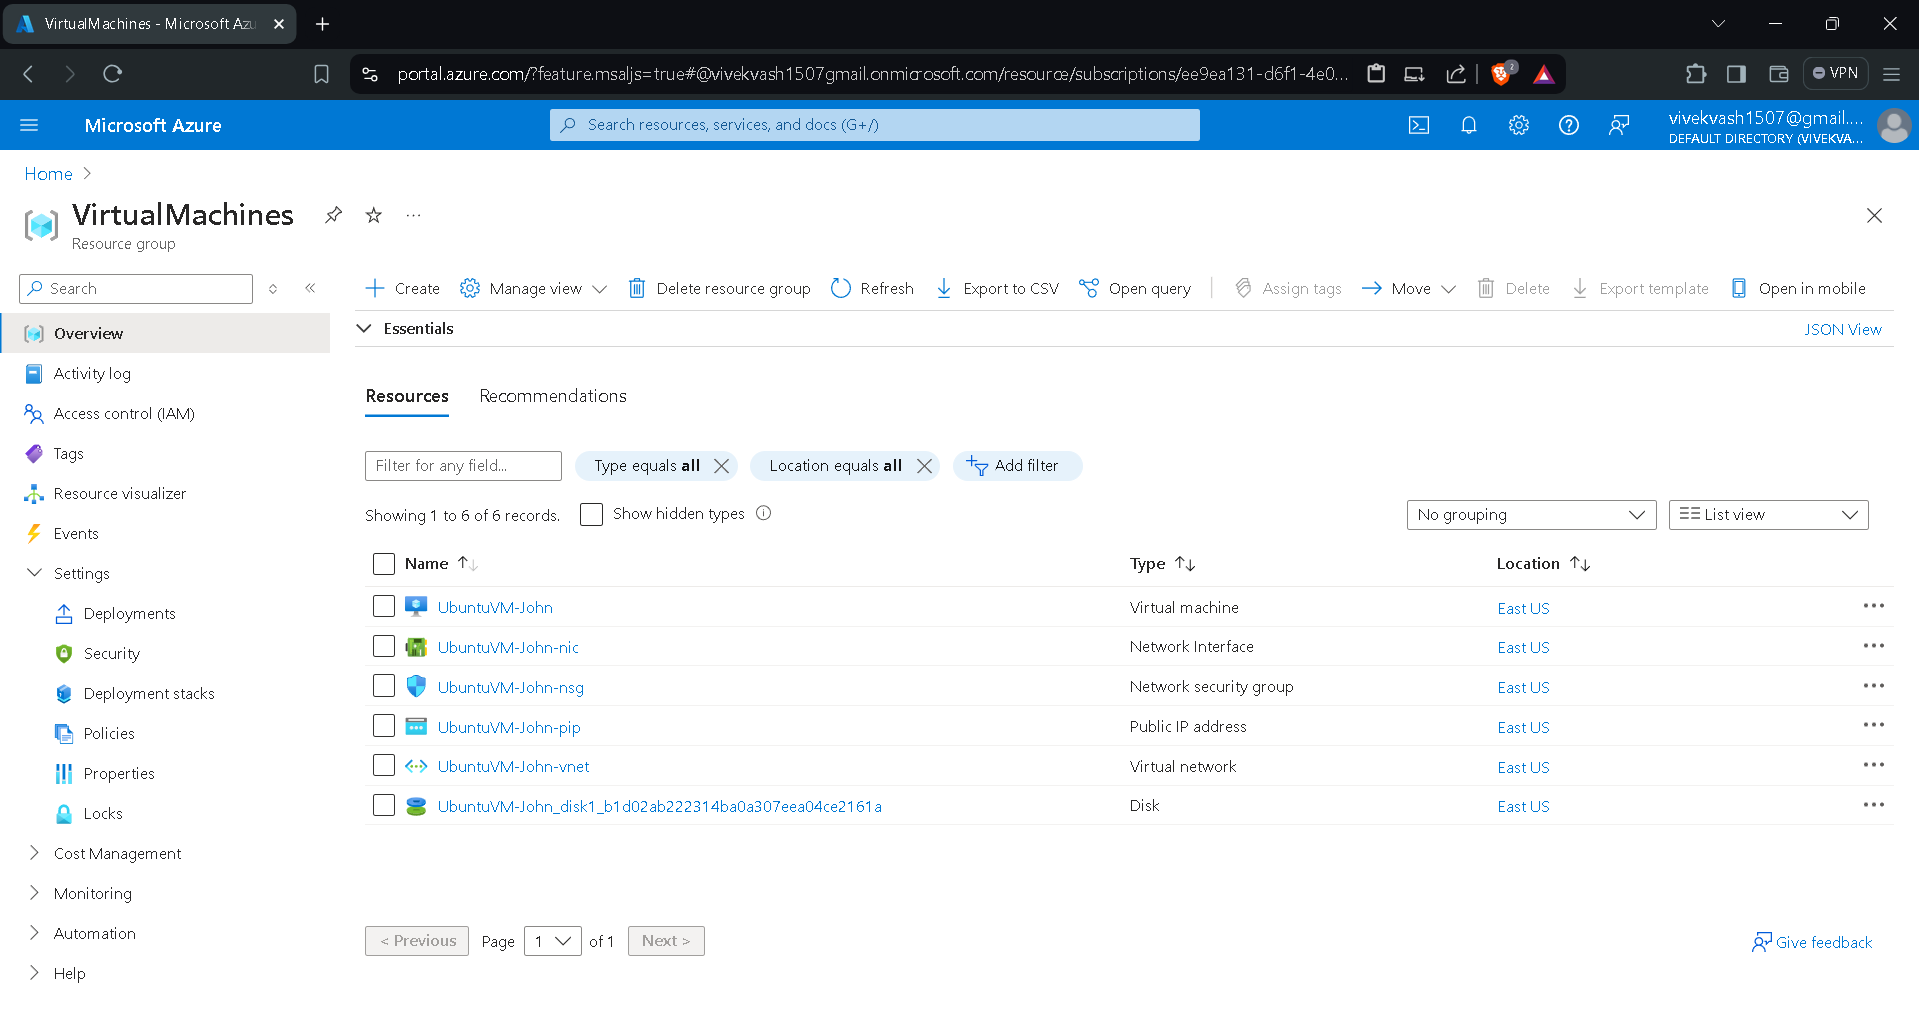 VirtualMachines - Microsoft Azu
portal.azure.com/?feature.msaljs=true#@vivekvash1507gmail.onmicrosoft.com/resource/subscriptions/ee9ea131-d6f1-4e0...
2
VPN
Microsoft Azure
Search resources, services, and docs (G+/)
vivekvash1507@gmail....
DEFAULT DIRECTORY (VIVEKVA...
Home
VirtualMachines
Resource group
Search
Create
Manage view
Delete resource group
Refresh
Export to CSV
Open query
Assign tags
Move
Delete
Export template
Open in mobile
Overview
Activity log
Access control (IAM)
Tags
Resource visualizer
Events
Settings
Deployments
Security
Deployment stacks
Policies
Properties
Locks
Cost Management
Monitoring
Automation
Help
Essentials
JSON View
Resources
Recommendations
Filter for any field...
Type equals all
Location equals all
Add filter
Showing 1 to 6 of 6 records.
Show hidden types
No grouping
List view
Name
Type
Location
UbuntuVM-John
Virtual machine
East US
UbuntuVM-John-nic
Network Interface
East US
UbuntuVM-John-nsg
Network security group
East US
UbuntuVM-John-pip
Public IP address
East US
UbuntuVM-John-vnet
Virtual network
East US
UbuntuVM-John_disk1_b1d02ab222314ba0a307eea04ce2161a
Disk
East US
< Previous
Page
1
of 1
Next >
Give feedback